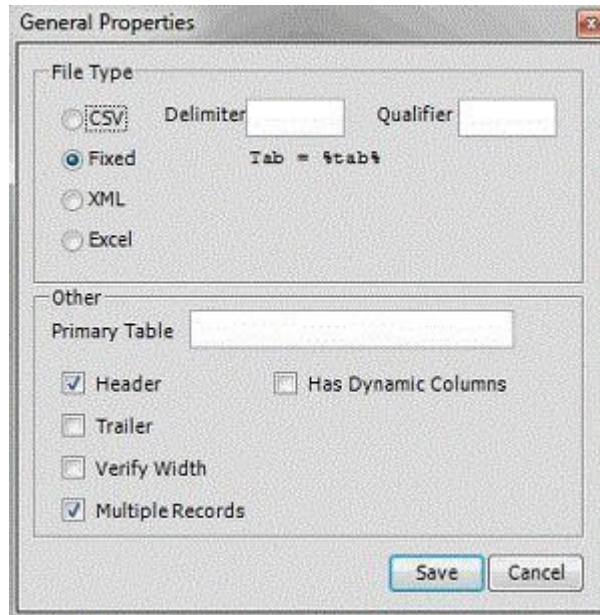 General Properties
File Type
CSV Delimiter Qualifier
Fixed Tab = %tab%
XML
Excel
Other
Primary Table
Header Has Dynamic Columns
Trailer
Verify Width
Multiple Records
Save Cancel